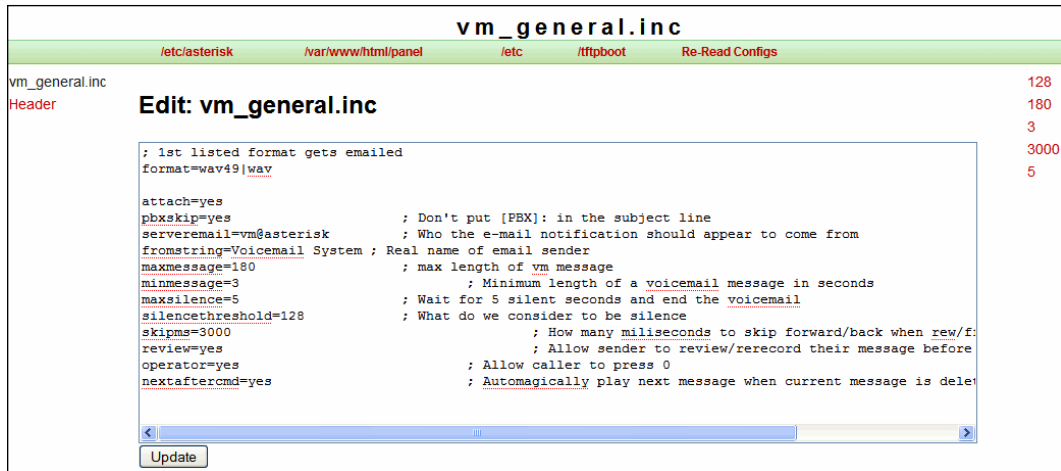 vm_general.inc
/etc/asterisk /var/www/html/panel /etc /tftpboot Re-Read Configs
vm_general.inc
Header
Edit: vm_general.inc
; 1st listed format gets emailed
format=wav49|wav
attach=yes
pbxskip=yes ; Don't put [PBX]: in the subject line
serveremail=vm@asterisk ; Who the e-mail notification should appear to come from
fromstring=Voicemail System ; Real name of email sender
maxmessage=180 ; max length of vm message
minmessage=3 ; Minimum length of a voicemail message in seconds
maxsilence=5 ; Wait for 5 silent seconds and end the voicemail
silencethreshold=128 ; What do we consider to be silence
skipms=3000 ; How many miliseconds to skip forward/back when rew/f
review=yes ; Allow sender to review/rerecord their message before
operator=yes ; Allow caller to press 0
nextaftercmd=yes ; Automagically play next message when current message is delet
Update
128
180
3
3000
5